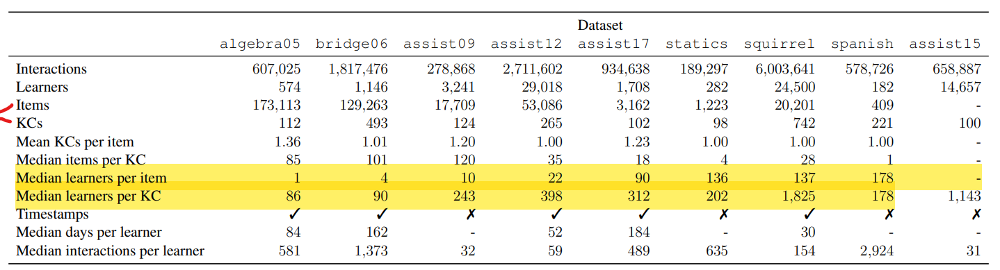 Dataset
algebra05 bridge06 assist09 assist12 assist17 statics squirrel spanish assist15
Interactions 607,025 1,817,476 278,868 2,711,602 934,638 189,297 6,003,641 578,726 658,887
Learners 574 1,146 3,241 29,018 1,708 282 24,500 182 14,657
Items 173,113 129,263 17,709 53,086 3,162 1,223 20,201 409 -
KCs 112 493 124 265 102 98 742 221 100
Mean KCs per item 1.36 1.01 1.20 1.00 1.23 1.00 1.00 1.00 -
Median items per KC 85 101 120 35 18 4 28 1 -
Median learners per item 1 4 10 22 90 136 137 178 -
Median learners per KC 86 90 243 398 312 202 1,825 178 1,143
Timestamps ✓ ✓ ✗ ✓ ✓ ✗ ✓ ✗ ✗
Median days per learner 84 162 - 52 184 - 30 - -
Median interactions per learner 581 1,373 32 59 489 635 154 2,924 31